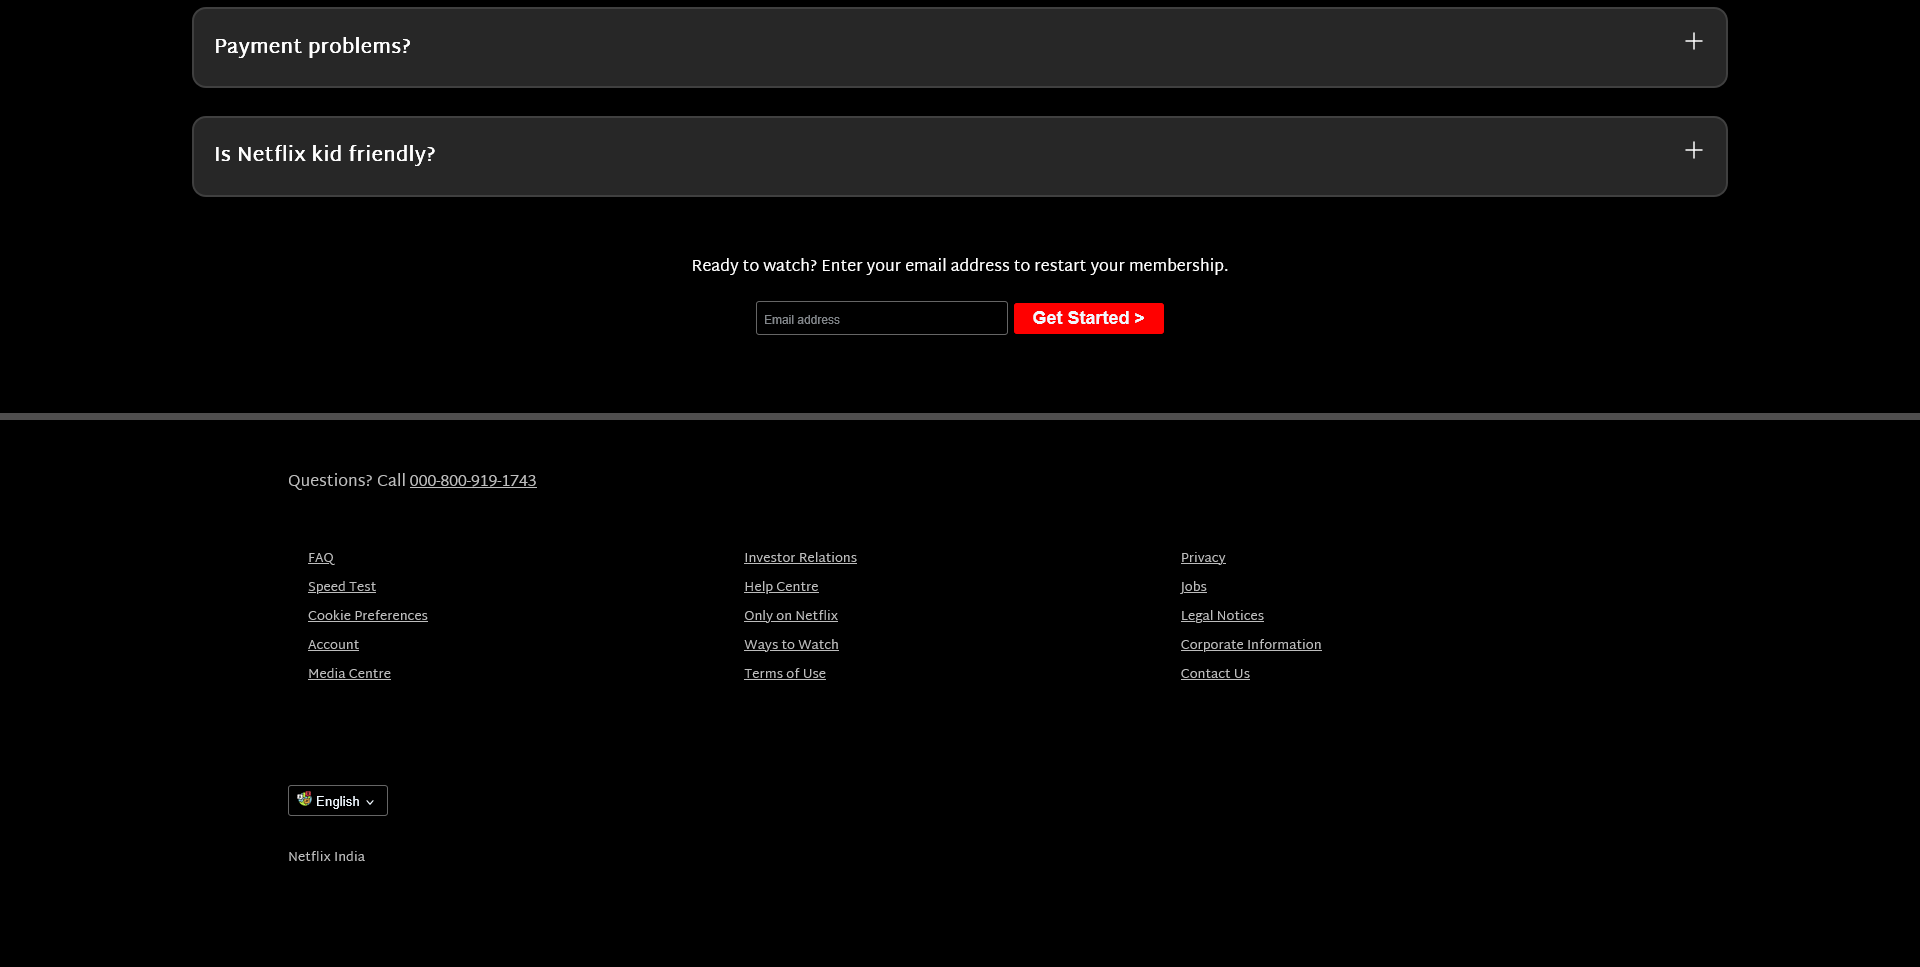 Payment problems?
Is Netflix kid friendly?
Ready to watch? Enter your email address to restart your membership.
Email address
Get Started >
Questions? Call 000-800-919-1743
FAQ
Speed Test
Cookie Preferences
Account
Media Centre
Investor Relations
Help Centre
Only on Netflix
Ways to Watch
Terms of Use
Privacy
Jobs
Legal Notices
Corporate Information
Contact Us
English
Netflix India